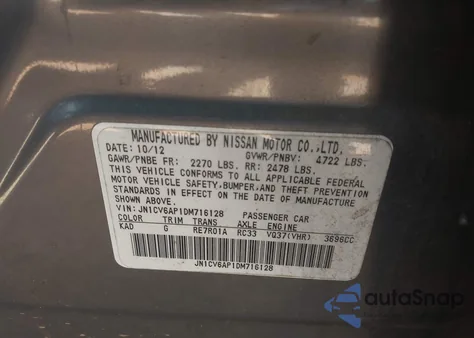 MANUFACTURED BY NISSAN MOTOR CO.,LTD.
DATE: 10/12 GVWR/PNBV: 4722 LBS.
GAWR/PNBE FR: 2270 LBS. RR: 2478 LBS.
THIS VEHICLE CONFORMS TO ALL APPLICABLE FEDERAL
MOTOR VEHICLE SAFETY, BUMPER, AND THEFT PREVENTION
STANDARDS IN EFFECT ON THE DATE OF MANUFACTURE
SHOWN ABOVE.
VIN: JN1CV6AP1DM716128 PASSENGER CAR
COLOR TRIM TRANS AXLE ENGINE
KAD G RE7R01A RC33 VQ37(VHR) 3696CC
JN1CV6AP1DM716128
autoSnap